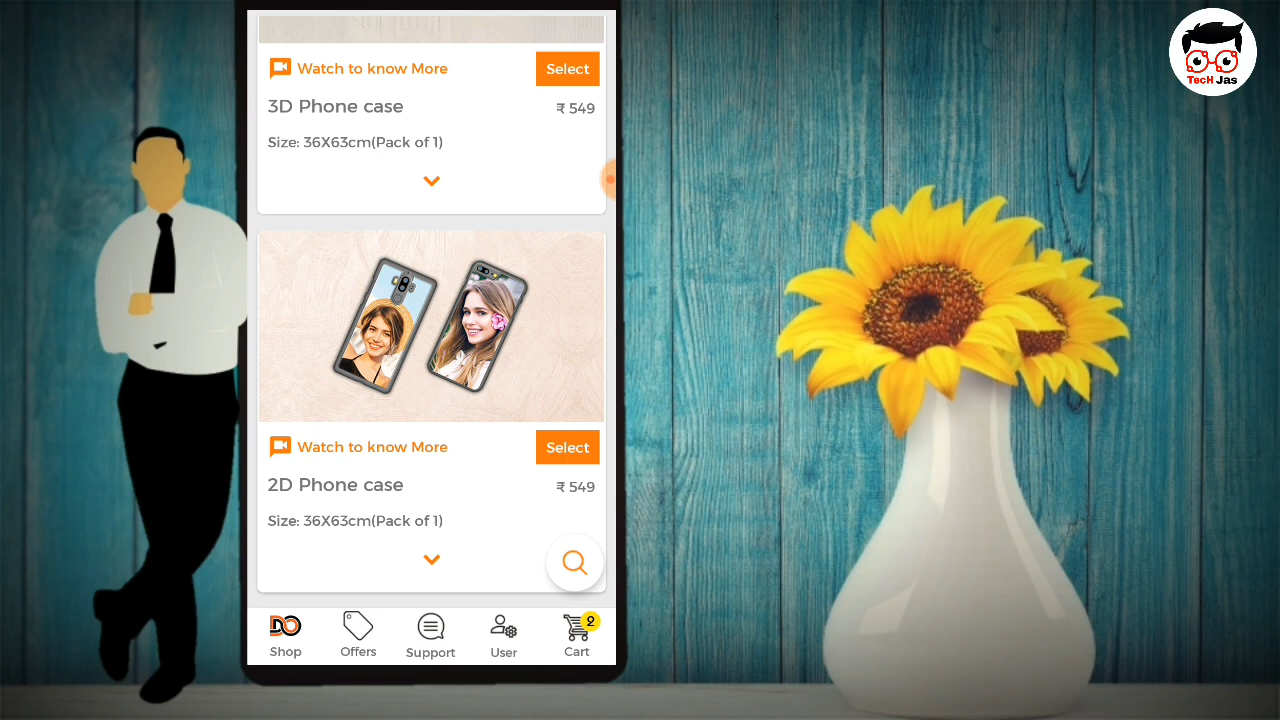 TecH Jas
Watch to know More
Select
3D Phone case
₹ 549
Size: 36X63cm(Pack of 1)
Watch to know More
Select
2D Phone case
₹ 549
Size: 36X63cm(Pack of 1)
DO
2
Shop
Offers
Support
User
Cart